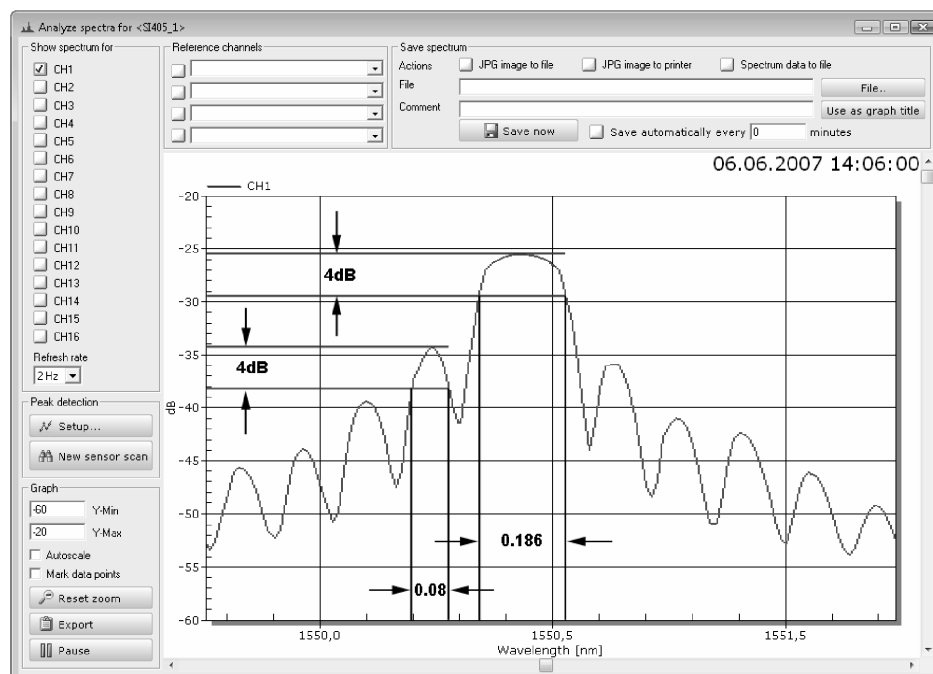 Analyze spectra for <SI405_1>
Show spectrum for
CH1
CH2
CH3
CH4
CH5
CH6
CH7
CH8
CH9
CH10
CH11
CH12
CH13
CH14
CH15
CH16
Refresh rate
2Hz
Peak detection
Setup...
New sensor scan
Graph
-60 Y-Min
-20 Y-Max
Autoscale
Mark data points
Reset zoom
Export
Pause
Reference channels
Save spectrum
Actions JPG image to file JPG image to printer Spectrum data to file
File File..
Comment Use as graph title
Save now Save automatically every 0 minutes
06.06.2007 14:06:00
CH1
-20
-25
-30
-35
-40
-45
-50
-55
-60
dB
4dB
4dB
0.186
0.08
1550,0 1550,5 1551,5
Wavelength [nm]